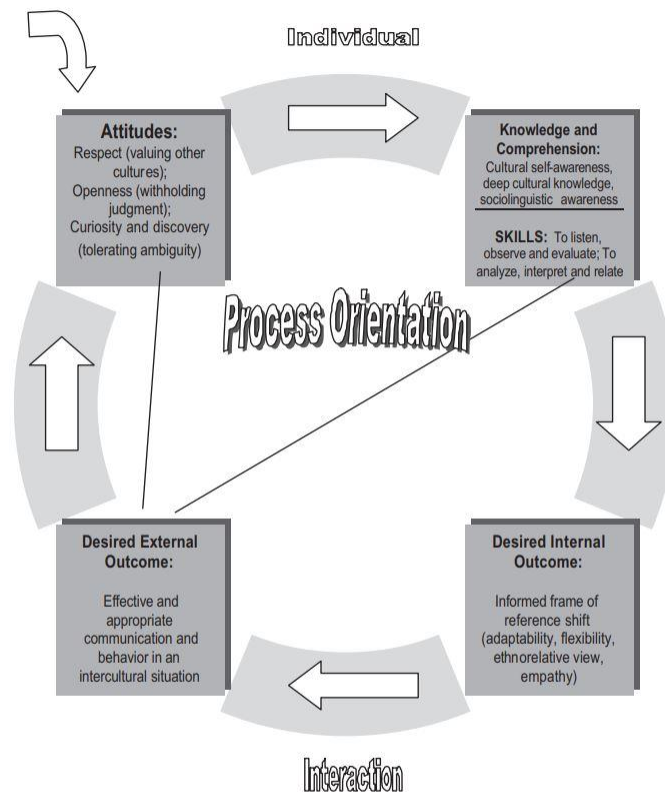 Individual
Attitudes:
Respect (valuing other
cultures);
Openness (withholding
judgment);
Curiosity and discovery
(tolerating ambiguity)
Knowledge and
Comprehension:
Cultural self-awareness,
deep cultural knowledge,
sociolinguistic awareness
SKILLS: To listen,
observe and evaluate; To
analyze, interpret and relate
Process Orientation
Desired External
Outcome:
Effective and
appropriate
communication and
behavior in an
intercultural situation
Desired Internal
Outcome:
Informed frame of
reference shift
(adaptability, flexibility,
ethnorelative view,
empathy)
Interaction